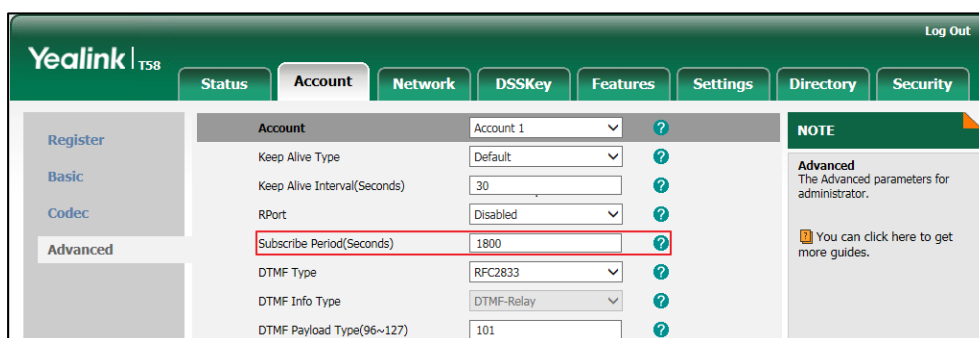 Log Out
Yealink T58
Status Account Network DSSKey Features Settings Directory Security
Register
Basic
Codec
Advanced
Account Account 1 ?
Keep Alive Type Default ?
Keep Alive Interval(Seconds) 30 ?
RPort Disabled ?
Subscribe Period(Seconds) 1800 ?
DTMF Type RFC2833 ?
DTMF Info Type DTMF-Relay ?
DTMF Payload Type(96~127) 101 ?
NOTE
Advanced
The Advanced parameters for
administrator.
? You can click here to get
more guides.